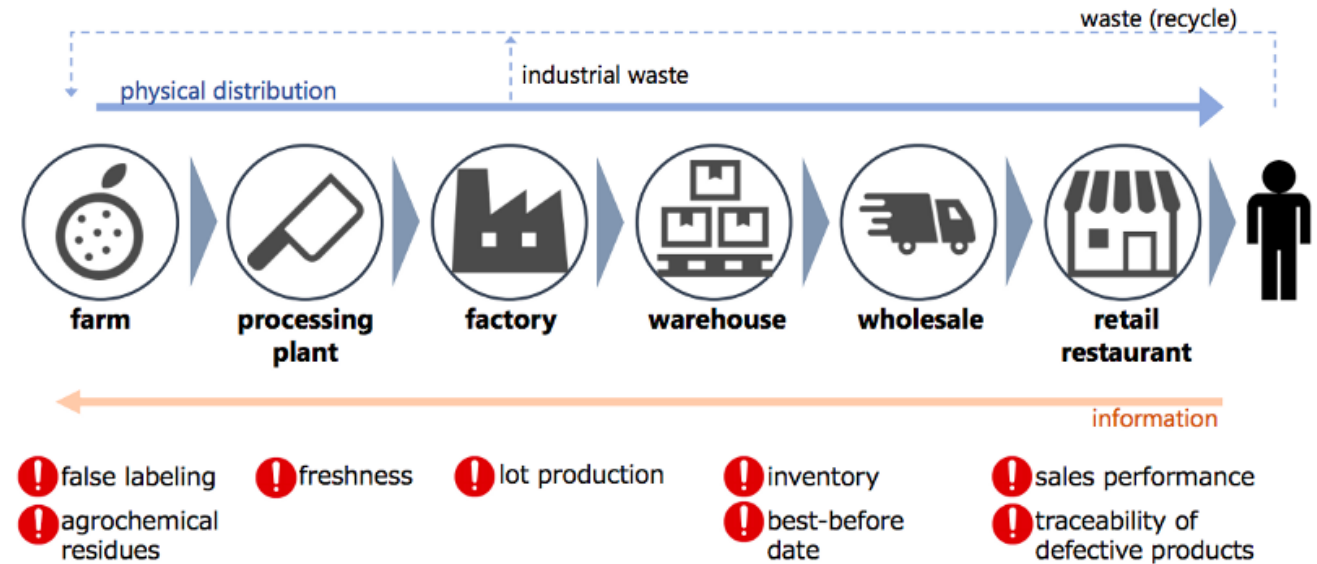 waste (recycle)
industrial waste
physical distribution
farm
processing
plant
factory
warehouse
wholesale
retail
restaurant
information
false labeling
agrochemical
residues
freshness
lot production
inventory
best-before
date
sales performance
traceability of
defective products